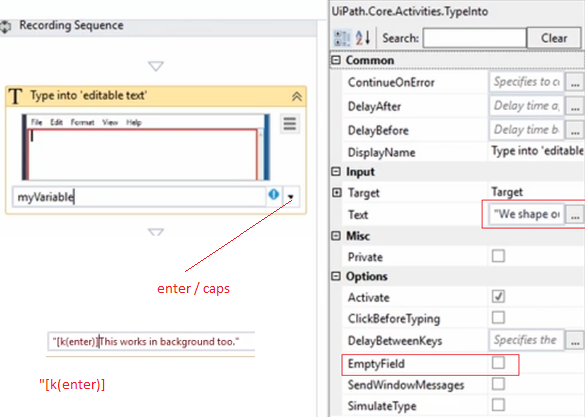 Recording Sequence
T Type into 'editable text'
File Edit Format View Help
myVariable
enter / caps
"[k(enter)]This works in background too."
"[k(enter)]
UiPath.Core.Activities.TypeInto
Search: Clear
Common
ContinueOnError Specifies to c ...
DelayAfter Delay time a, ...
DelayBefore Delay time b ...
DisplayName Type into 'editable
Input
Target Target
Text "We shape ou ...
Misc
Private
Options
Activate
ClickBeforeTyping
DelayBetweenKeys Specifies the ...
EmptyField
SendWindowMessages
SimulateType